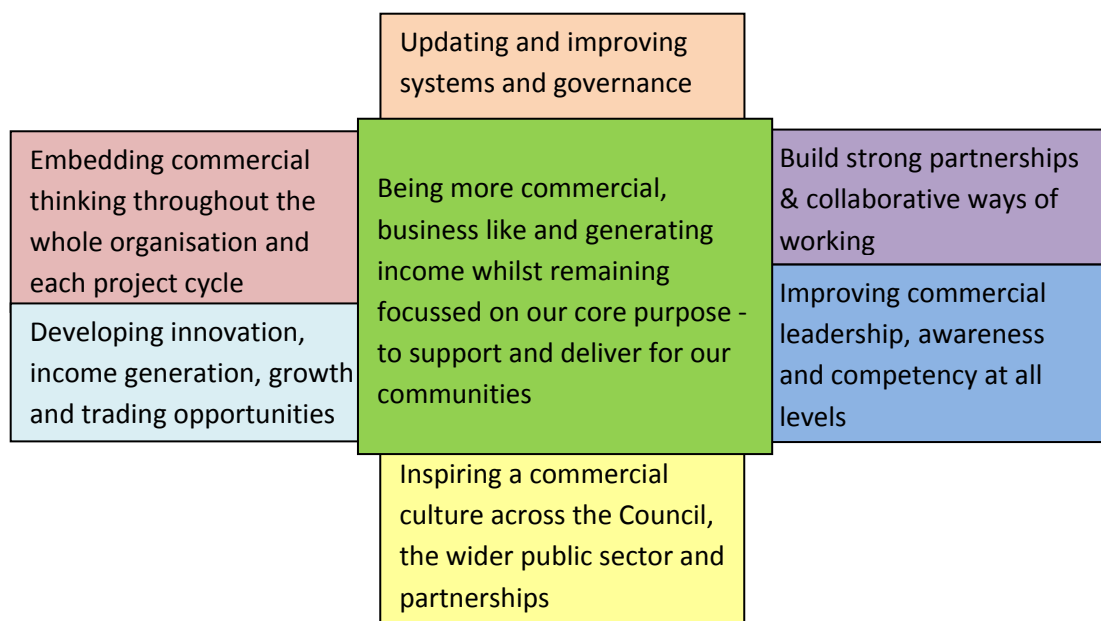 Updating and improving
systems and governance
Embedding commercial
thinking throughout the
whole organisation and
each project cycle
Developing innovation,
income generation, growth
and trading opportunities
Being more commercial,
business like and generating
income whilst remaining
focussed on our core purpose -
to support and deliver for our
communities
Build strong partnerships
& collaborative ways of
working
Improving commercial
leadership, awareness
and competency at all
levels
Inspiring a commercial
culture across the Council,
the wider public sector and
partnerships